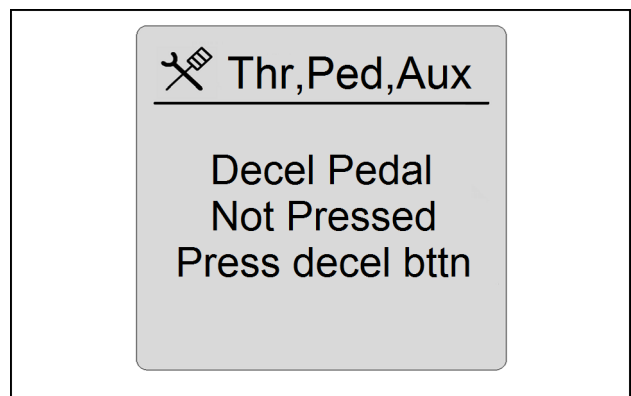 Thr,Ped,Aux
Decel Pedal
Not Pressed
Press decel bttn